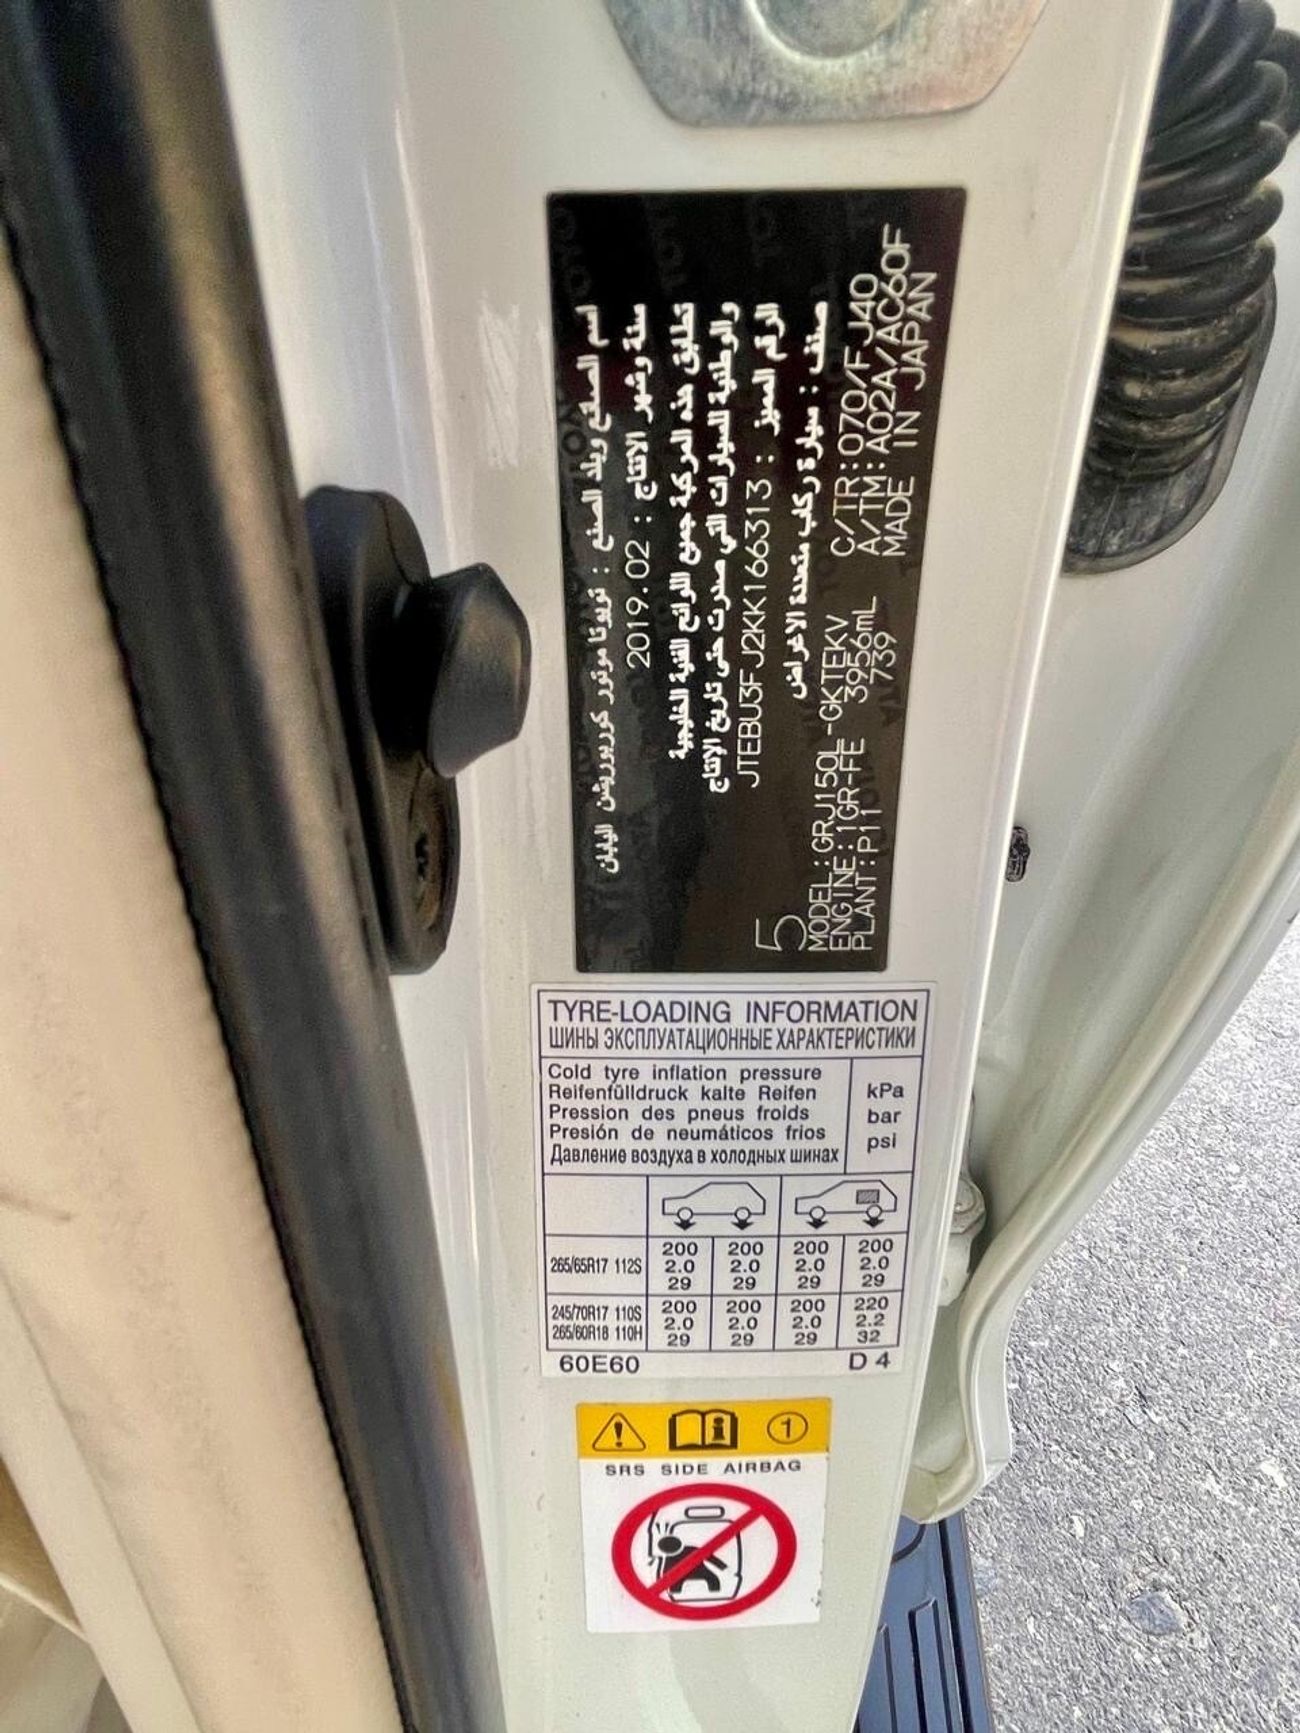 اسم الصانع وبلد الصنع : تويوتا موتور كوربوريشن اليابان
سنة وشهر الانتاج : 2019.02
تطابق هذه المركبة جميع اللوائح الفنية الخليجية
والوطنية للسيارات التي صدرت حتى تاريخ الإنتاج
الرقم المميز : JTEBU3FJ2KK166313
صنف : سيارة ركاب متعددة الاغراض
5
MODEL:GRJ150L-GKTEKV C/TR:070/FJ40
ENGINE:1GR-FE 3956mL A/TM:A02A/AC60F
PLANT:P11 739 MADE IN JAPAN
TYRE-LOADING INFORMATION
ШИНЫ ЭКСПЛУАТАЦИОННЫЕ ХАРАКТЕРИСТИКИ
Cold tyre inflation pressure
Reifenfülldruck kalte Reifen
Pression des pneus froids
Presión de neumáticos frios
Давление воздуха в холодных шинах
kPa
bar
psi
265/65R17 112S
200 200 200 200
2.0 2.0 2.0 2.0
29 29 29 29
245/70R17 110S
265/60R18 110H
200 200 200 220
2.0 2.0 2.0 2.2
29 29 29 32
60E60 D 4
1
SRS SIDE AIRBAG